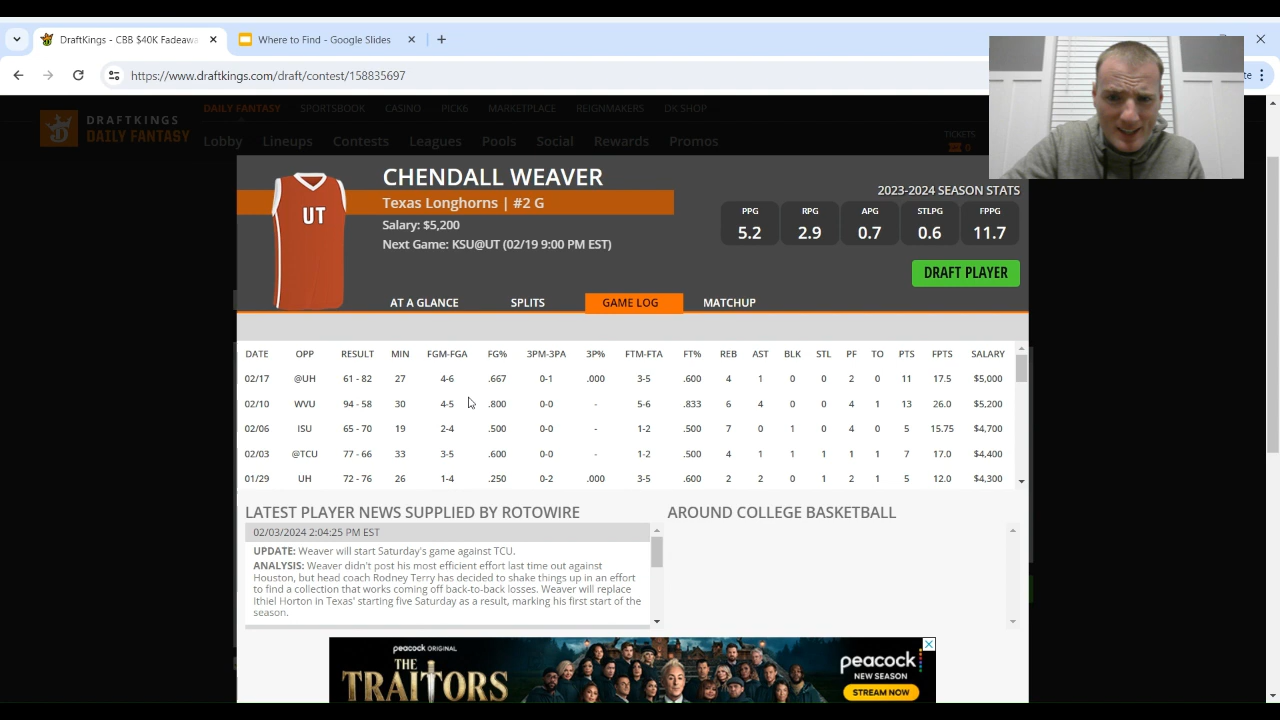 DraftKings - CBB $40K Fadeawa
Where to Find - Google Slides
https://www.draftkings.com/draft/contest/158835697
DRAFTKINGS
DAILY FANTASY
DAILY FANTASY SPORTSBOOK CASINO PICK6 MARKETPLACE REIGNMAKERS DK SHOP
Lobby Lineups Contests Leagues Pools Social Rewards Promos
TICKETS
0
UT
CHENDALL WEAVER
Texas Longhorns | #2 G
Salary: $5,200
Next Game: KSU@UT (02/19 9:00 PM EST)
2023-2024 SEASON STATS
PPG RPG APG STLPG FPPG
5.2 2.9 0.7 0.6 11.7
DRAFT PLAYER
AT A GLANCE SPLITS GAME LOG MATCHUP
DATE OPP RESULT MIN FGM-FGA FG% 3PM-3PA 3P% FTM-FTA FT% REB AST BLK STL PF TO PTS FPTS SALARY
02/17 @UH 61 - 82 27 4-6 .667 0-1 .000 3-5 .600 4 1 0 0 2 0 11 17.5 $5,000
02/10 WVU 94 - 58 30 4-5 .800 0-0 - 5-6 .833 6 4 0 0 4 1 13 26.0 $5,200
02/06 ISU 65 - 70 19 2-4 .500 0-0 - 1-2 .500 7 0 1 0 4 0 5 15.75 $4,700
02/03 @TCU 77 - 66 33 3-5 .600 0-0 - 1-2 .500 4 1 1 1 1 1 7 17.0 $4,400
01/29 UH 72 - 76 26 1-4 .250 0-2 .000 3-5 .600 2 2 0 1 2 1 5 12.0 $4,300
LATEST PLAYER NEWS SUPPLIED BY ROTOWIRE
AROUND COLLEGE BASKETBALL
02/03/2024 2:04:25 PM EST
UPDATE: Weaver will start Saturday's game against TCU.
ANALYSIS: Weaver didn't post his most efficient effort last time out against
Houston, but head coach Rodney Terry has decided to shake things up in an effort
to find a collection that works coming off back-to-back losses. Weaver will replace
Ithiel Horton in Texas' starting five Saturday as a result, marking his first start of the
season.
peacock ORIGINAL
THE
TRAITORS
peacock
NEW SEASON
STREAM NOW